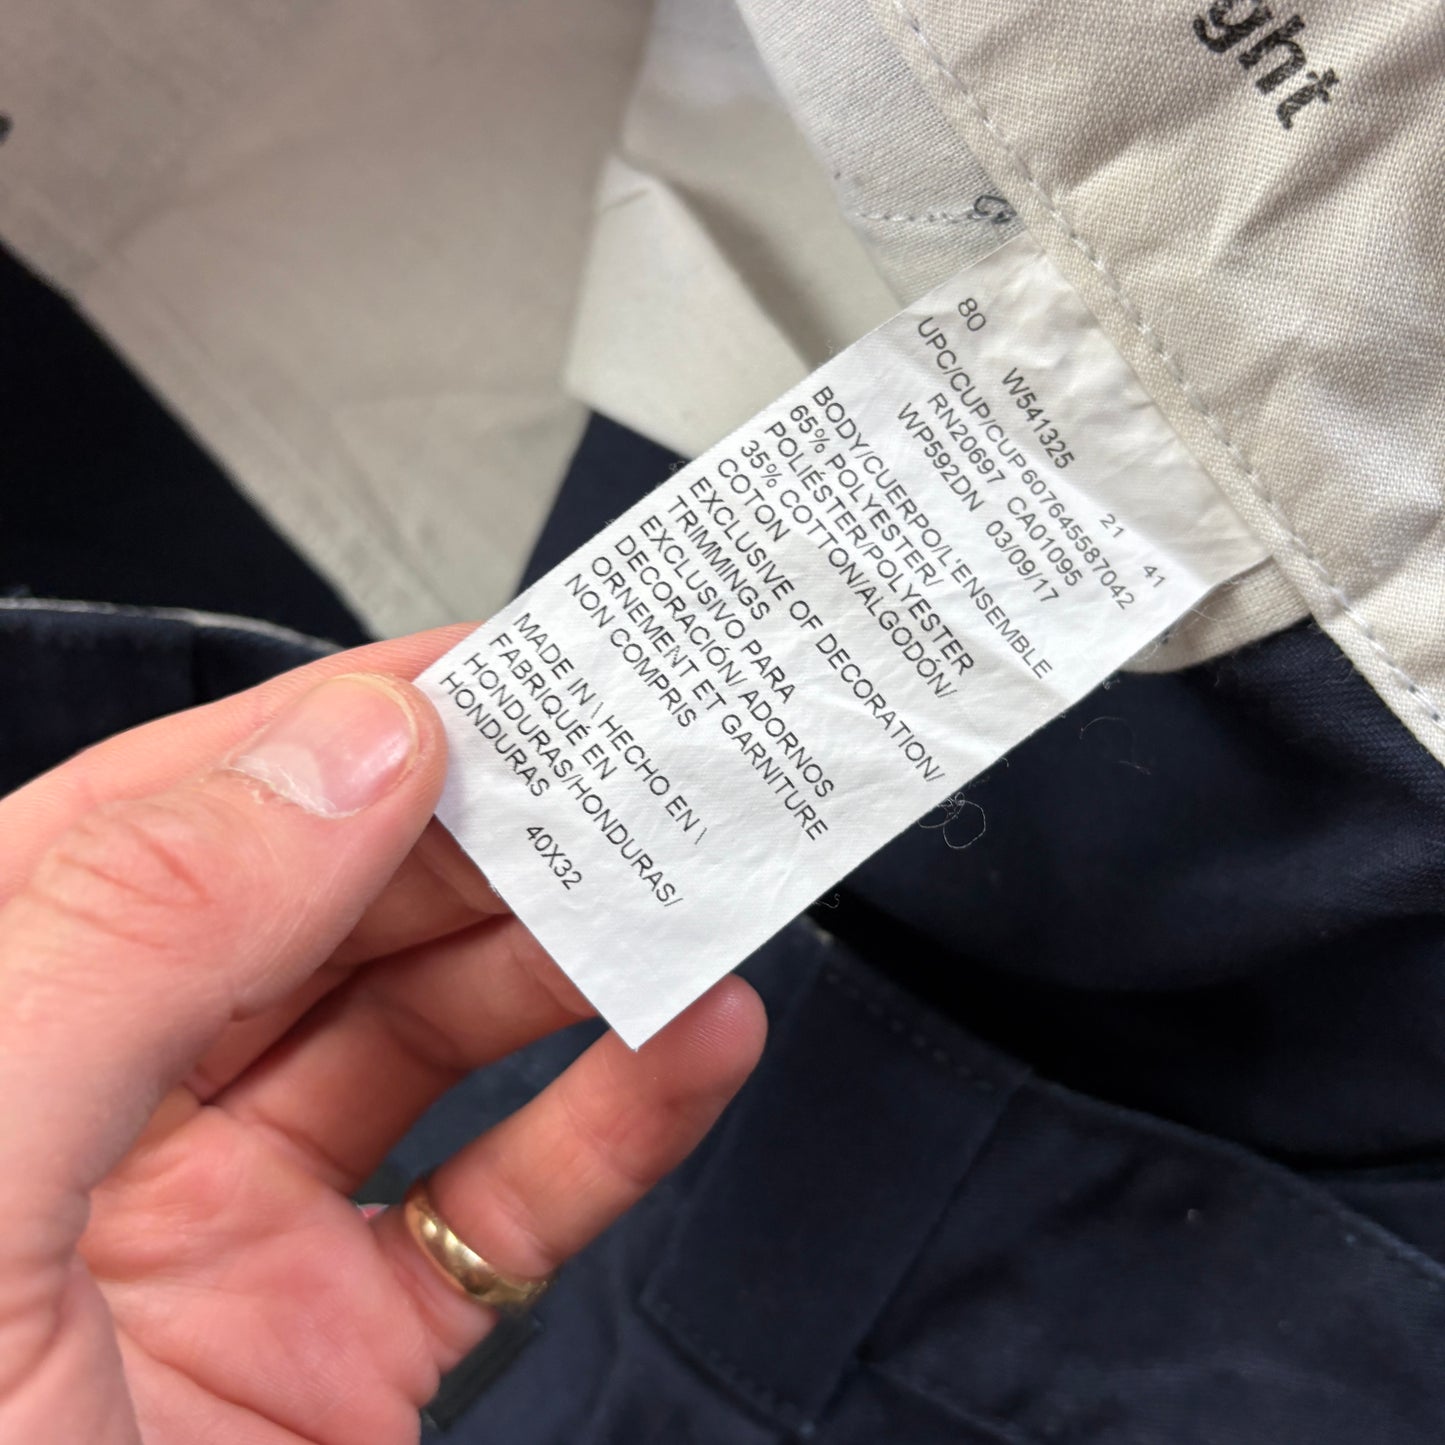 ght
80 W541325 21 41
UPC/CUP/CUP 607645587042
RN20697 CA01095
WP592DN 03/09/17
BODY/CUERPO/L'ENSEMBLE
65% POLYESTER/
POLIÉSTER/POLYESTER
35% COTTON/ALGODÓN/
COTON
EXCLUSIVE OF DECORATION/
TRIMMINGS
EXCLUSIVO PARA
DECORACIÓN/ ADORNOS
ORNEMENT ET GARNITURE
NON COMPRIS
MADE IN \ HECHO EN \
FABRIQUÉ EN
HONDURAS/HONDURAS/
HONDURAS
40X32